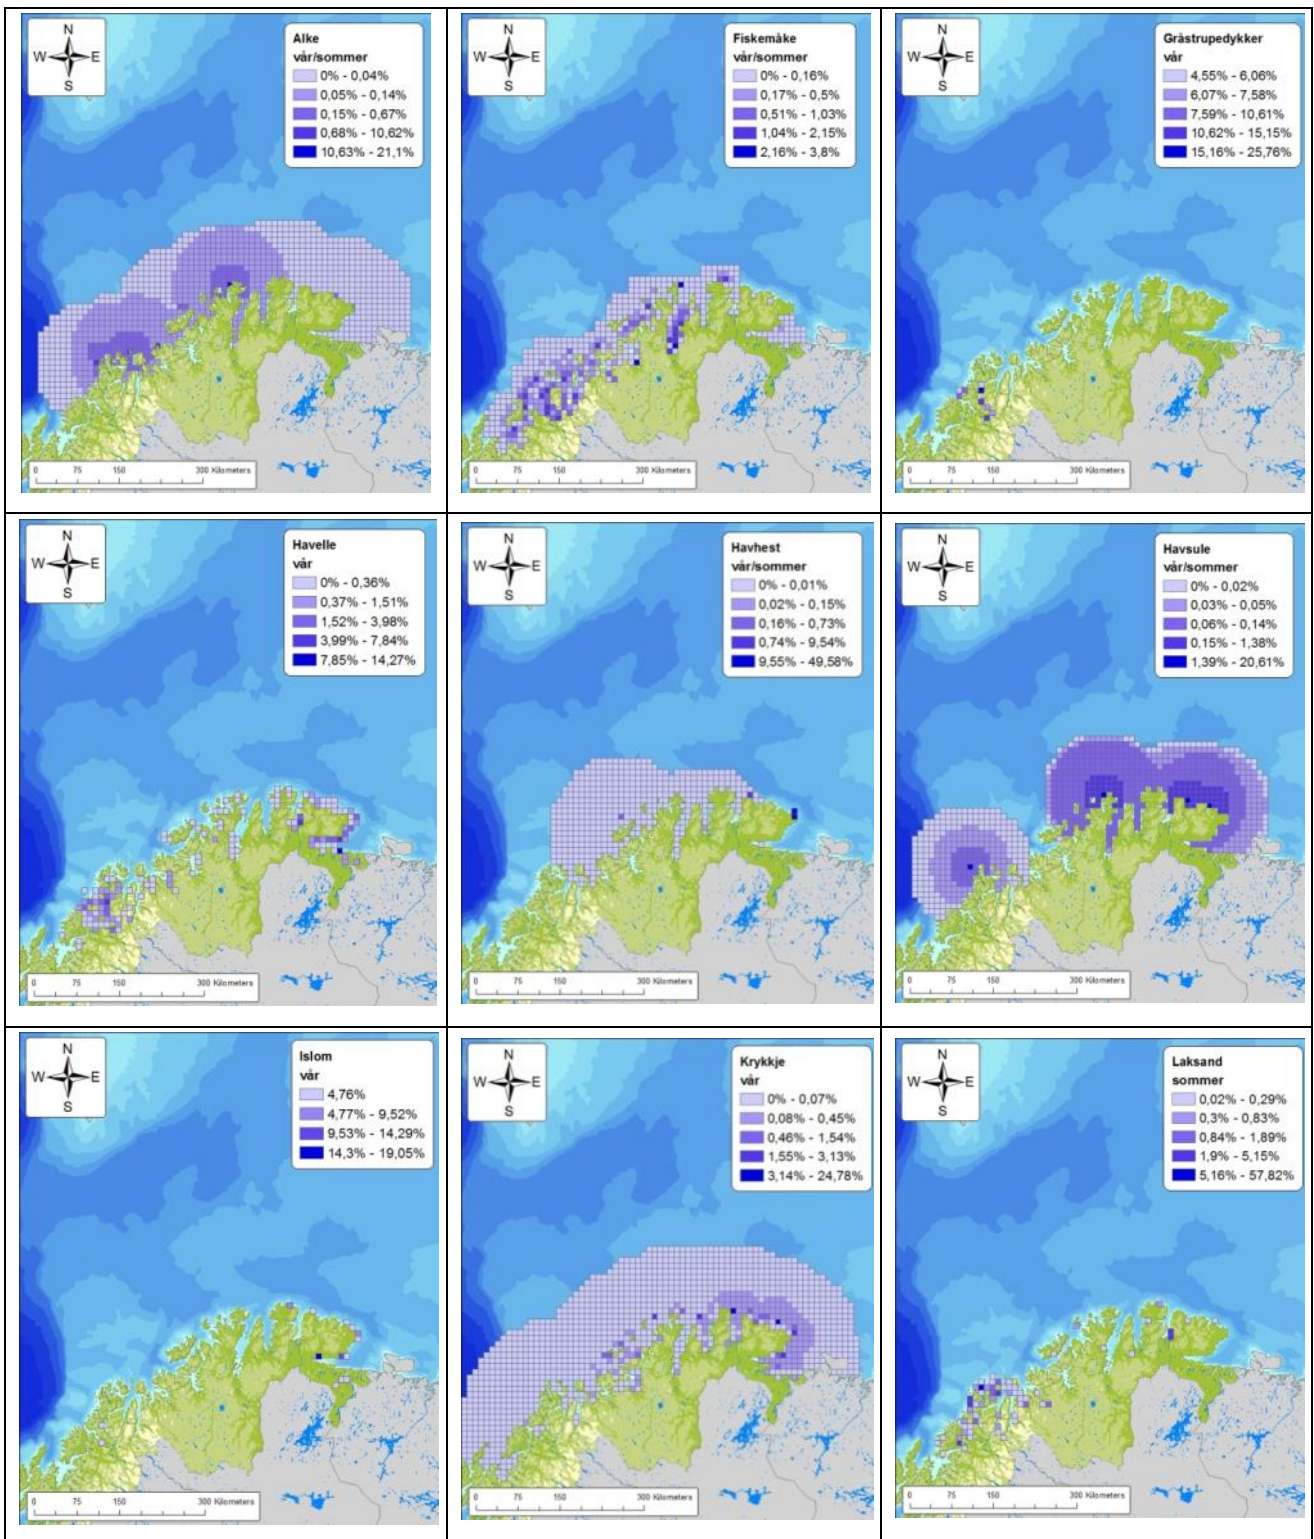 N
W E
S
Alke
vår/sommer
0% - 0,04%
0,05% - 0,14%
0,15% - 0,67%
0,68% - 10,62%
10,63% - 21,1%
0 75 150 300 Kilometers
N
W E
S
Fiskemåke
vår/sommer
0% - 0,16%
0,17% - 0,5%
0,51% - 1,03%
1,04% - 2,15%
2,16% - 3,8%
0 75 150 300 Kilometers
N
W E
S
Gråstrupedykker
vår
4,55% - 6,06%
6,07% - 7,58%
7,59% - 10,61%
10,62% - 15,15%
15,16% - 25,76%
0 75 150 300 Kilometers
N
W E
S
Havelle
vår
0% - 0,36%
0,37% - 1,51%
1,52% - 3,98%
3,99% - 7,84%
7,85% - 14,27%
0 75 150 300 Kilometers
N
W E
S
Havhest
vår/sommer
0% - 0,01%
0,02% - 0,15%
0,16% - 0,73%
0,74% - 9,54%
9,55% - 49,58%
0 75 150 300 Kilometers
N
W E
S
Havsule
vår/sommer
0% - 0,02%
0,03% - 0,05%
0,06% - 0,14%
0,15% - 1,38%
1,39% - 20,61%
0 75 150 300 Kilometers
N
W E
S
Islom
vår
4,76%
4,77% - 9,52%
9,53% - 14,29%
14,3% - 19,05%
0 75 150 300 Kilometers
N
W E
S
Krykkje
vår
0% - 0,07%
0,08% - 0,45%
0,46% - 1,54%
1,55% - 3,13%
3,14% - 24,78%
0 75 150 300 Kilometers
N
W E
S
Laksand
sommer
0,02% - 0,29%
0,3% - 0,83%
0,84% - 1,89%
1,9% - 5,15%
5,16% - 57,82%
0 75 150 300 Kilometers